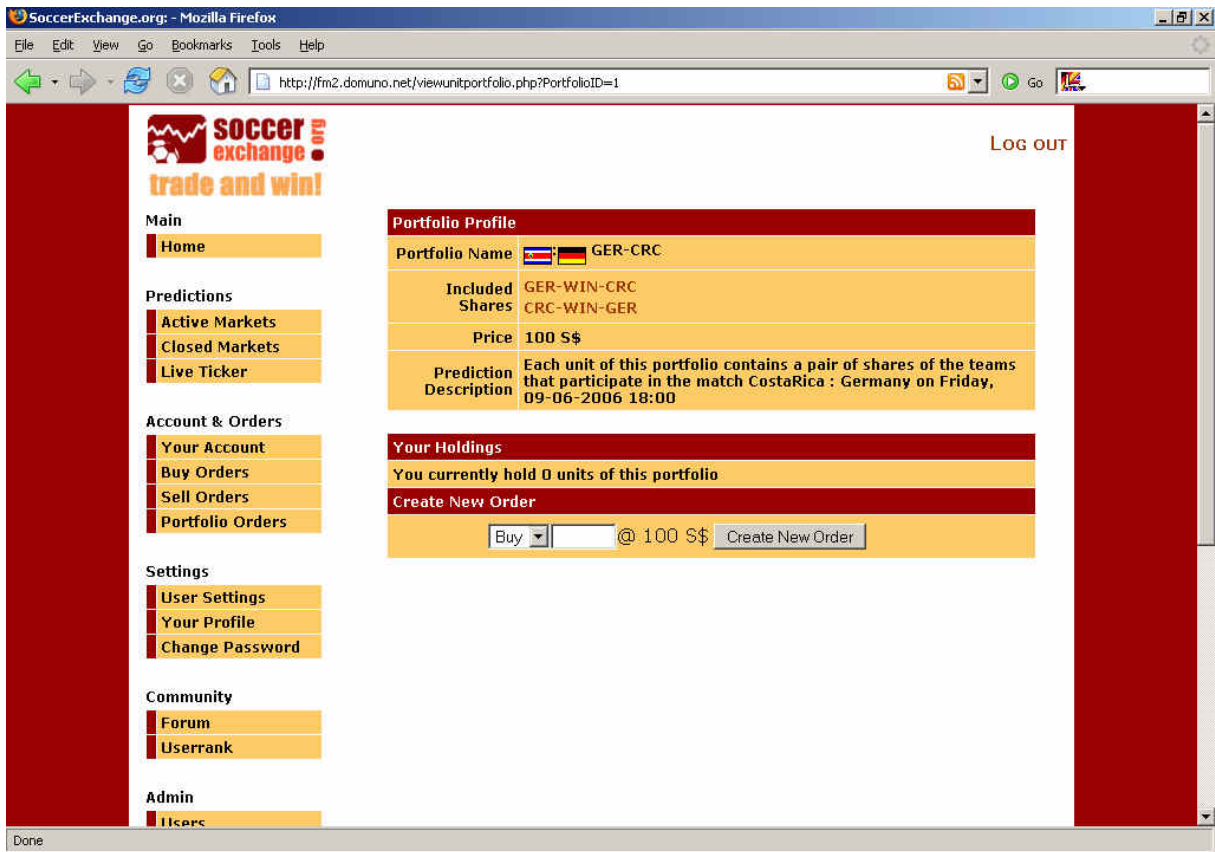 SoccerExchange.org: - Mozilla Firefox
File Edit View Go Bookmarks Tools Help
http://fm2.domuno.net/viewunitportfolio.php?PortfolioID=1
Go
soccer
exchange
.org
trade and win!
LOG OUT
Main
Home
Predictions
Active Markets
Closed Markets
Live Ticker
Account & Orders
Your Account
Buy Orders
Sell Orders
Portfolio Orders
Settings
User Settings
Your Profile
Change Password
Community
Forum
Userrank
Admin
Users
Portfolio Profile
Portfolio Name : GER-CRC
Included Shares
GER-WIN-CRC
CRC-WIN-GER
Price 100 S$
Prediction Description
Each unit of this portfolio contains a pair of shares of the teams
that participate in the match CostaRica : Germany on Friday,
09-06-2006 18:00
Your Holdings
You currently hold 0 units of this portfolio
Create New Order
Buy @ 100 S$ Create New Order
Done